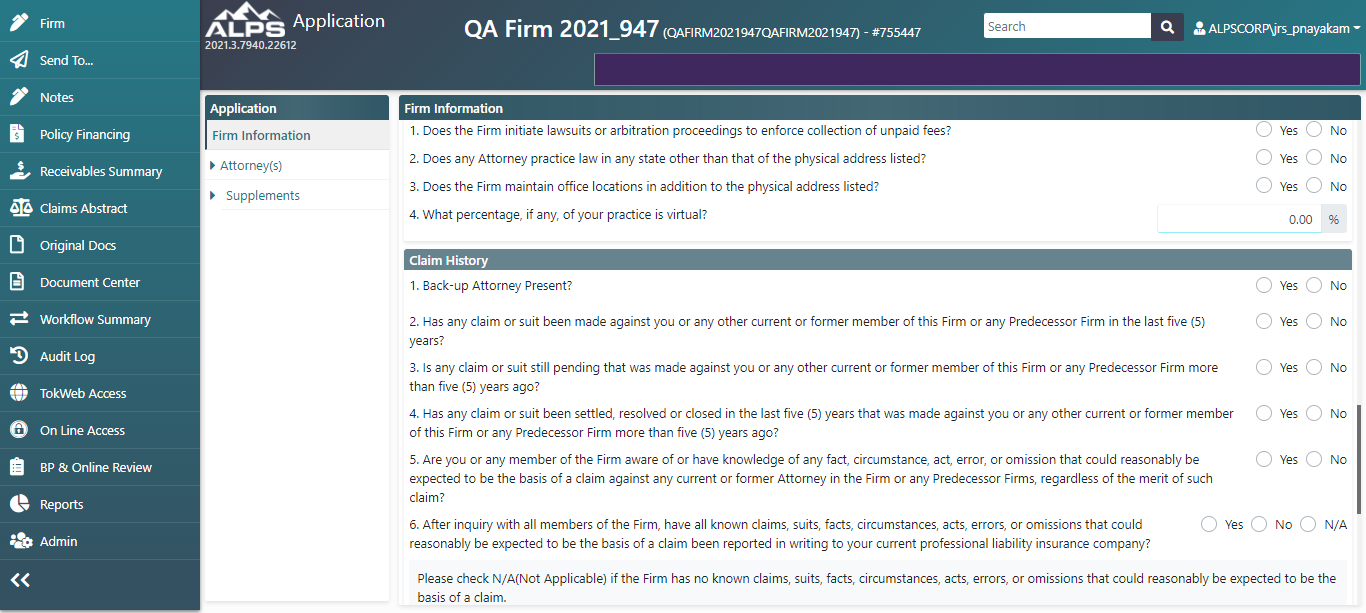 Firm
Send To...
Notes
Policy Financing
Receivables Summary
Claims Abstract
Original Docs
Document Center
Workflow Summary
Audit Log
TokWeb Access
On Line Access
BP & Online Review
Reports
Admin
ALPS Application
2021.3.7940.22612
QA Firm 2021_947 (QAFIRM2021947QAFIRM2021947) - #755447
Search
ALPSCORP\jrs_pnayakam
Application
Firm Information
Attorney(s)
Supplements
Firm Information
1. Does the Firm initiate lawsuits or arbitration proceedings to enforce collection of unpaid fees? Yes No
2. Does any Attorney practice law in any state other than that of the physical address listed? Yes No
3. Does the Firm maintain office locations in addition to the physical address listed? Yes No
4. What percentage, if any, of your practice is virtual? 0.00 %
Claim History
1. Back-up Attorney Present? Yes No
2. Has any claim or suit been made against you or any other current or former member of this Firm or any Predecessor Firm in the last five (5) Yes No
years?
3. Is any claim or suit still pending that was made against you or any other current or former member of this Firm or any Predecessor Firm more Yes No
than five (5) years ago?
4. Has any claim or suit been settled, resolved or closed in the last five (5) years that was made against you or any other current or former member Yes No
of this Firm or any Predecessor Firm more than five (5) years ago?
5. Are you or any member of the Firm aware of or have knowledge of any fact, circumstance, act, error, or omission that could reasonably be Yes No
expected to be the basis of a claim against any current or former Attorney in the Firm or any Predecessor Firms, regardless of the merit of such
claim?
6. After inquiry with all members of the Firm, have all known claims, suits, facts, circumstances, acts, errors, or omissions that could Yes No N/A
reasonably be expected to be the basis of a claim been reported in writing to your current professional liability insurance company?
Please check N/A(Not Applicable) if the Firm has no known claims, suits, facts, circumstances, acts, errors, or omissions that could reasonably be expected to be the
basis of a claim.